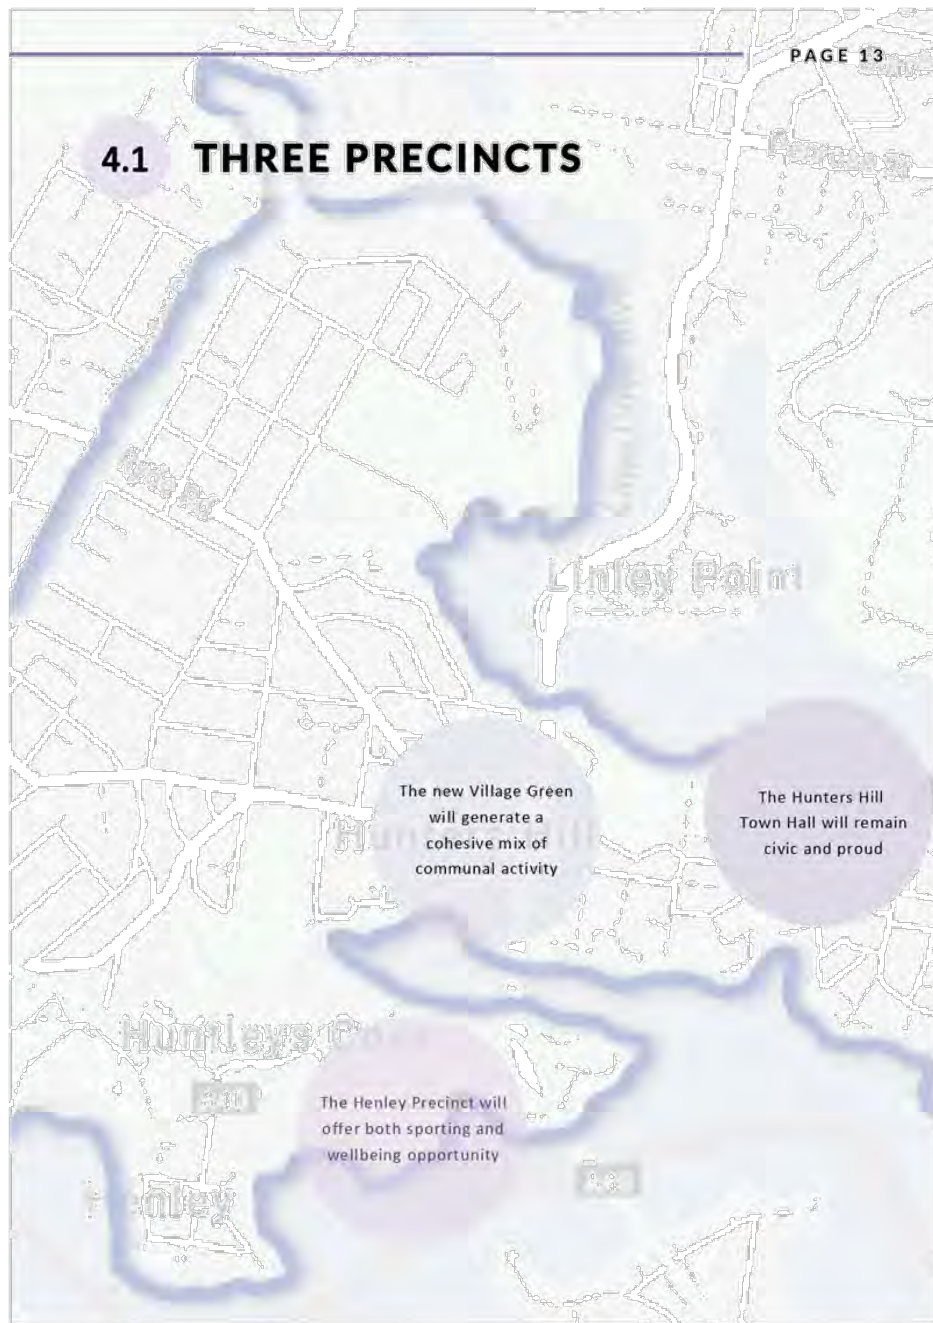 PAGE 13
4.1 THREE PRECINCTS
Linley Point
The new Village Green
will generate a
cohesive mix of
communal activity
The Hunters Hill
Town Hall will remain
civic and proud
Huntleys
The Henley Precinct will
offer both sporting and
wellbeing opportunity